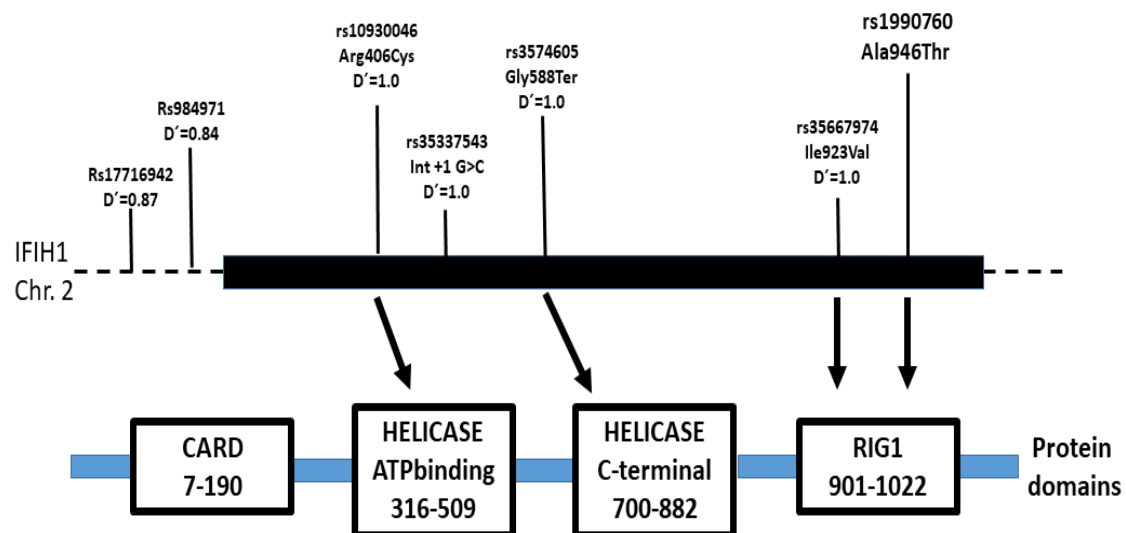 rs10930046
Arg406Cys
D´=1.0
rs3574605
Gly588Ter
D´=1.0
rs1990760
Ala946Thr
Rs984971
D´=0.84
rs35337543
Int +1 G>C
D´=1.0
rs35667974
Ile923Val
D´=1.0
Rs17716942
D´=0.87
IFIH1
Chr. 2
CARD
7-190
HELICASE
ATPbinding
316-509
HELICASE
C-terminal
700-882
RIG1
901-1022
Protein
domains